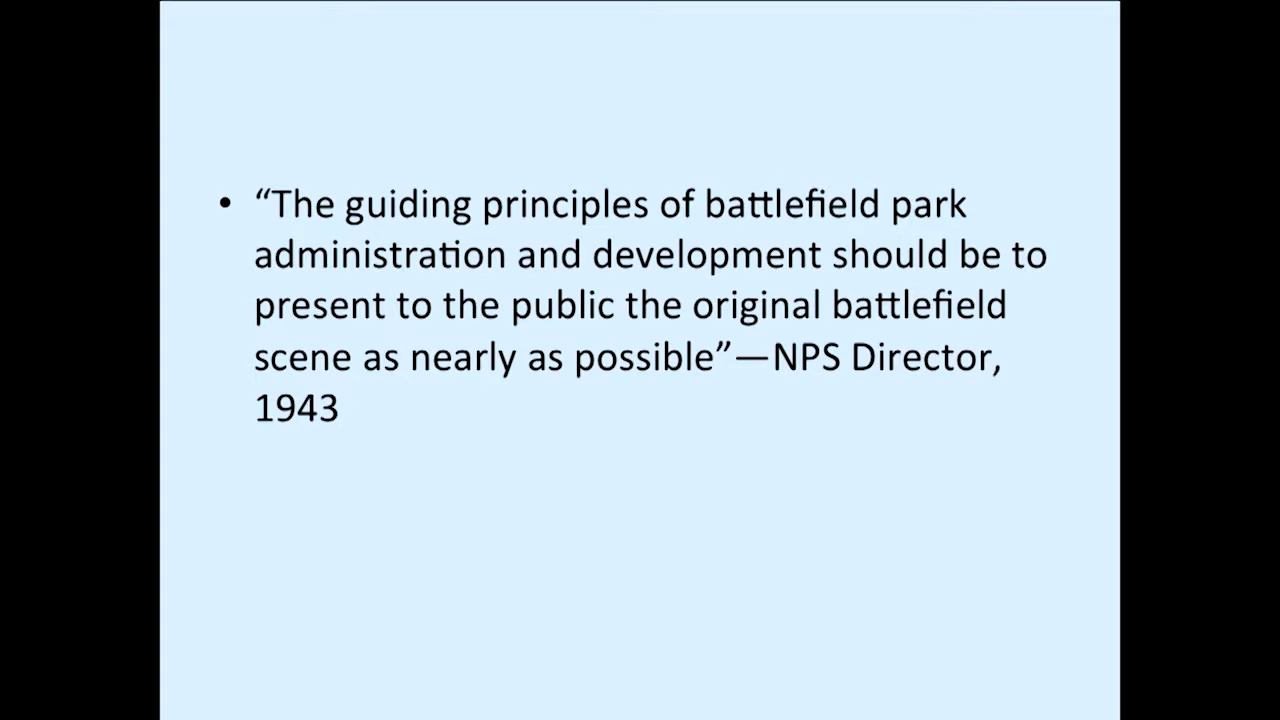 • “The guiding principles of battlefield park
administration and development should be to
present to the public the original battlefield
scene as nearly as possible”—NPS Director,
1943